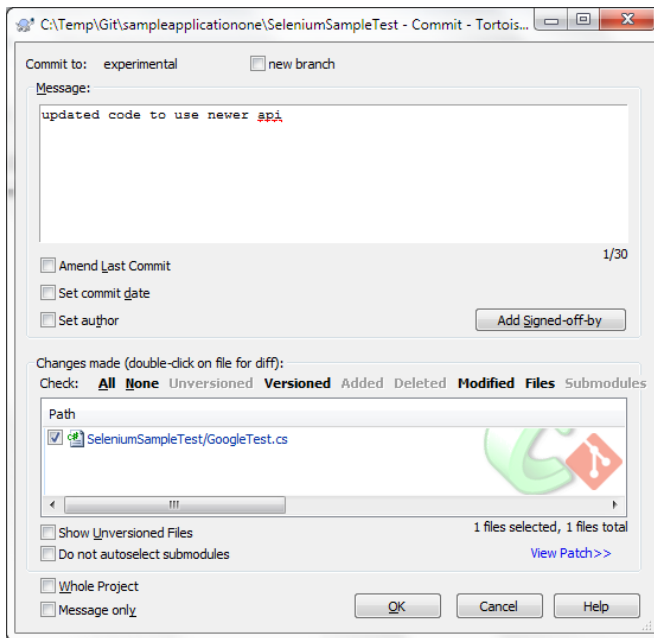 C:\Temp\Git\sampleapplicationone\SeleniumSampleTest - Commit - Tortois...
Commit to: experimental new branch
Message:
updated code to use newer api
1/30
Amend Last Commit
Set commit date
Set author
Add Signed-off-by
Changes made (double-click on file for diff):
Check: All None Unversioned Versioned Added Deleted Modified Files Submodules
Path
SeleniumSampleTest/GoogleTest.cs
Show Unversioned Files
1 files selected, 1 files total
Do not autoselect submodules
View Patch>>
Whole Project
Message only
OK Cancel Help